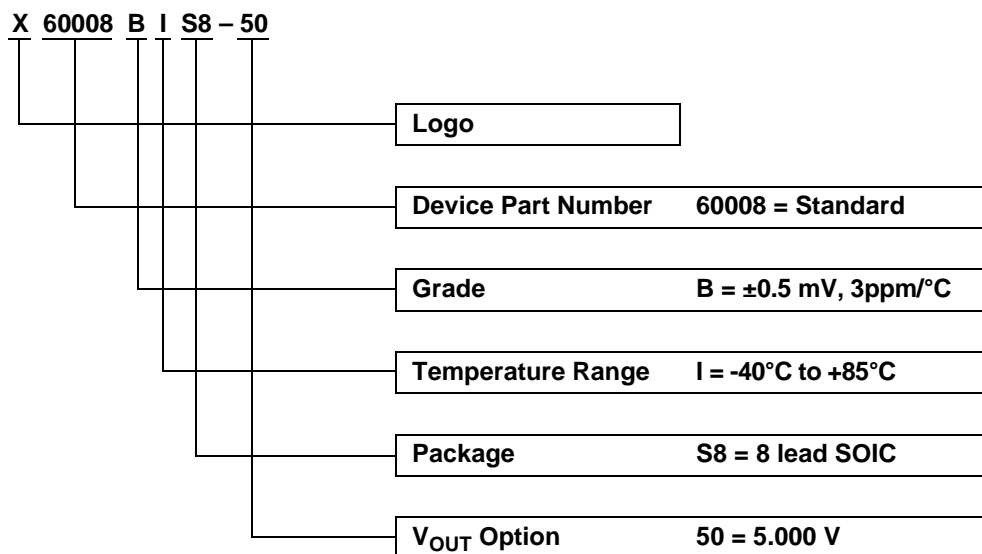 X 60008 B I S8 – 50
Logo
Device Part Number 60008 = Standard
Grade B = ±0.5 mV, 3ppm/°C
Temperature Range I = -40°C to +85°C
Package S8 = 8 lead SOIC
VOUT Option 50 = 5.000 V